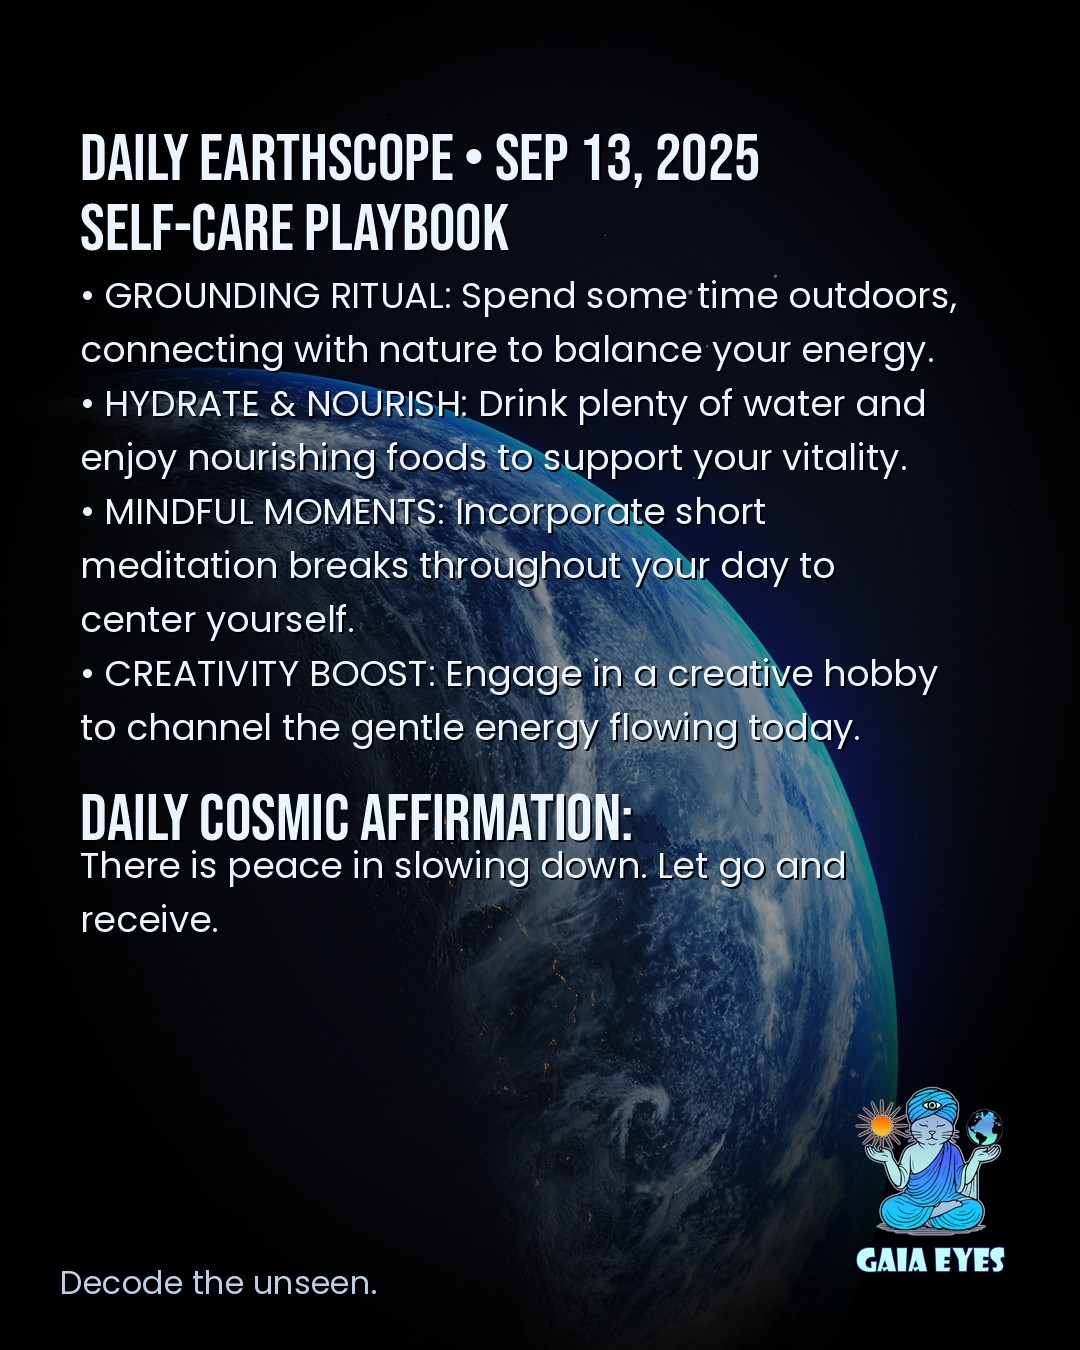 DAILY EARTHSCOPE • SEP 13, 2025
SELF-CARE PLAYBOOK
• GROUNDING RITUAL: Spend some time outdoors,
connecting with nature to balance your energy.
• HYDRATE & NOURISH: Drink plenty of water and
enjoy nourishing foods to support your vitality.
• MINDFUL MOMENTS: Incorporate short
meditation breaks throughout your day to
center yourself.
• CREATIVITY BOOST: Engage in a creative hobby
to channel the gentle energy flowing today.
DAILY COSMIC AFFIRMATION:
There is peace in slowing down. Let go and
receive.
GAIA EYES
Decode the unseen.